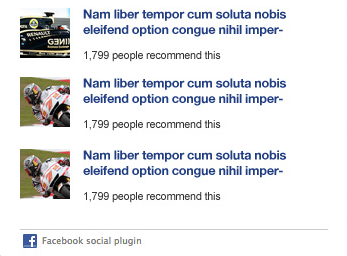 RENAULT
GENII
Nam liber tempor cum soluta nobis
eleifend option congue nihil imper-
1,799 people recommend this
Nam liber tempor cum soluta nobis
eleifend option congue nihil imper-
1,799 people recommend this
Nam liber tempor cum soluta nobis
eleifend option congue nihil imper-
1,799 people recommend this
f Facebook social plugin